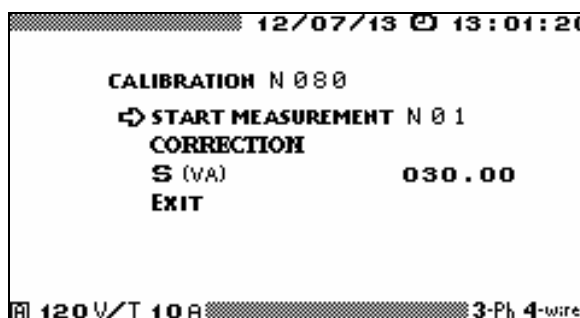 12/07/13 13:01:20
CALIBRATION N 080
START MEASUREMENT N 01
CORRECTION
S (VA) 030.00
EXIT
A 120 V/T 10 A 3-Ph 4-wire